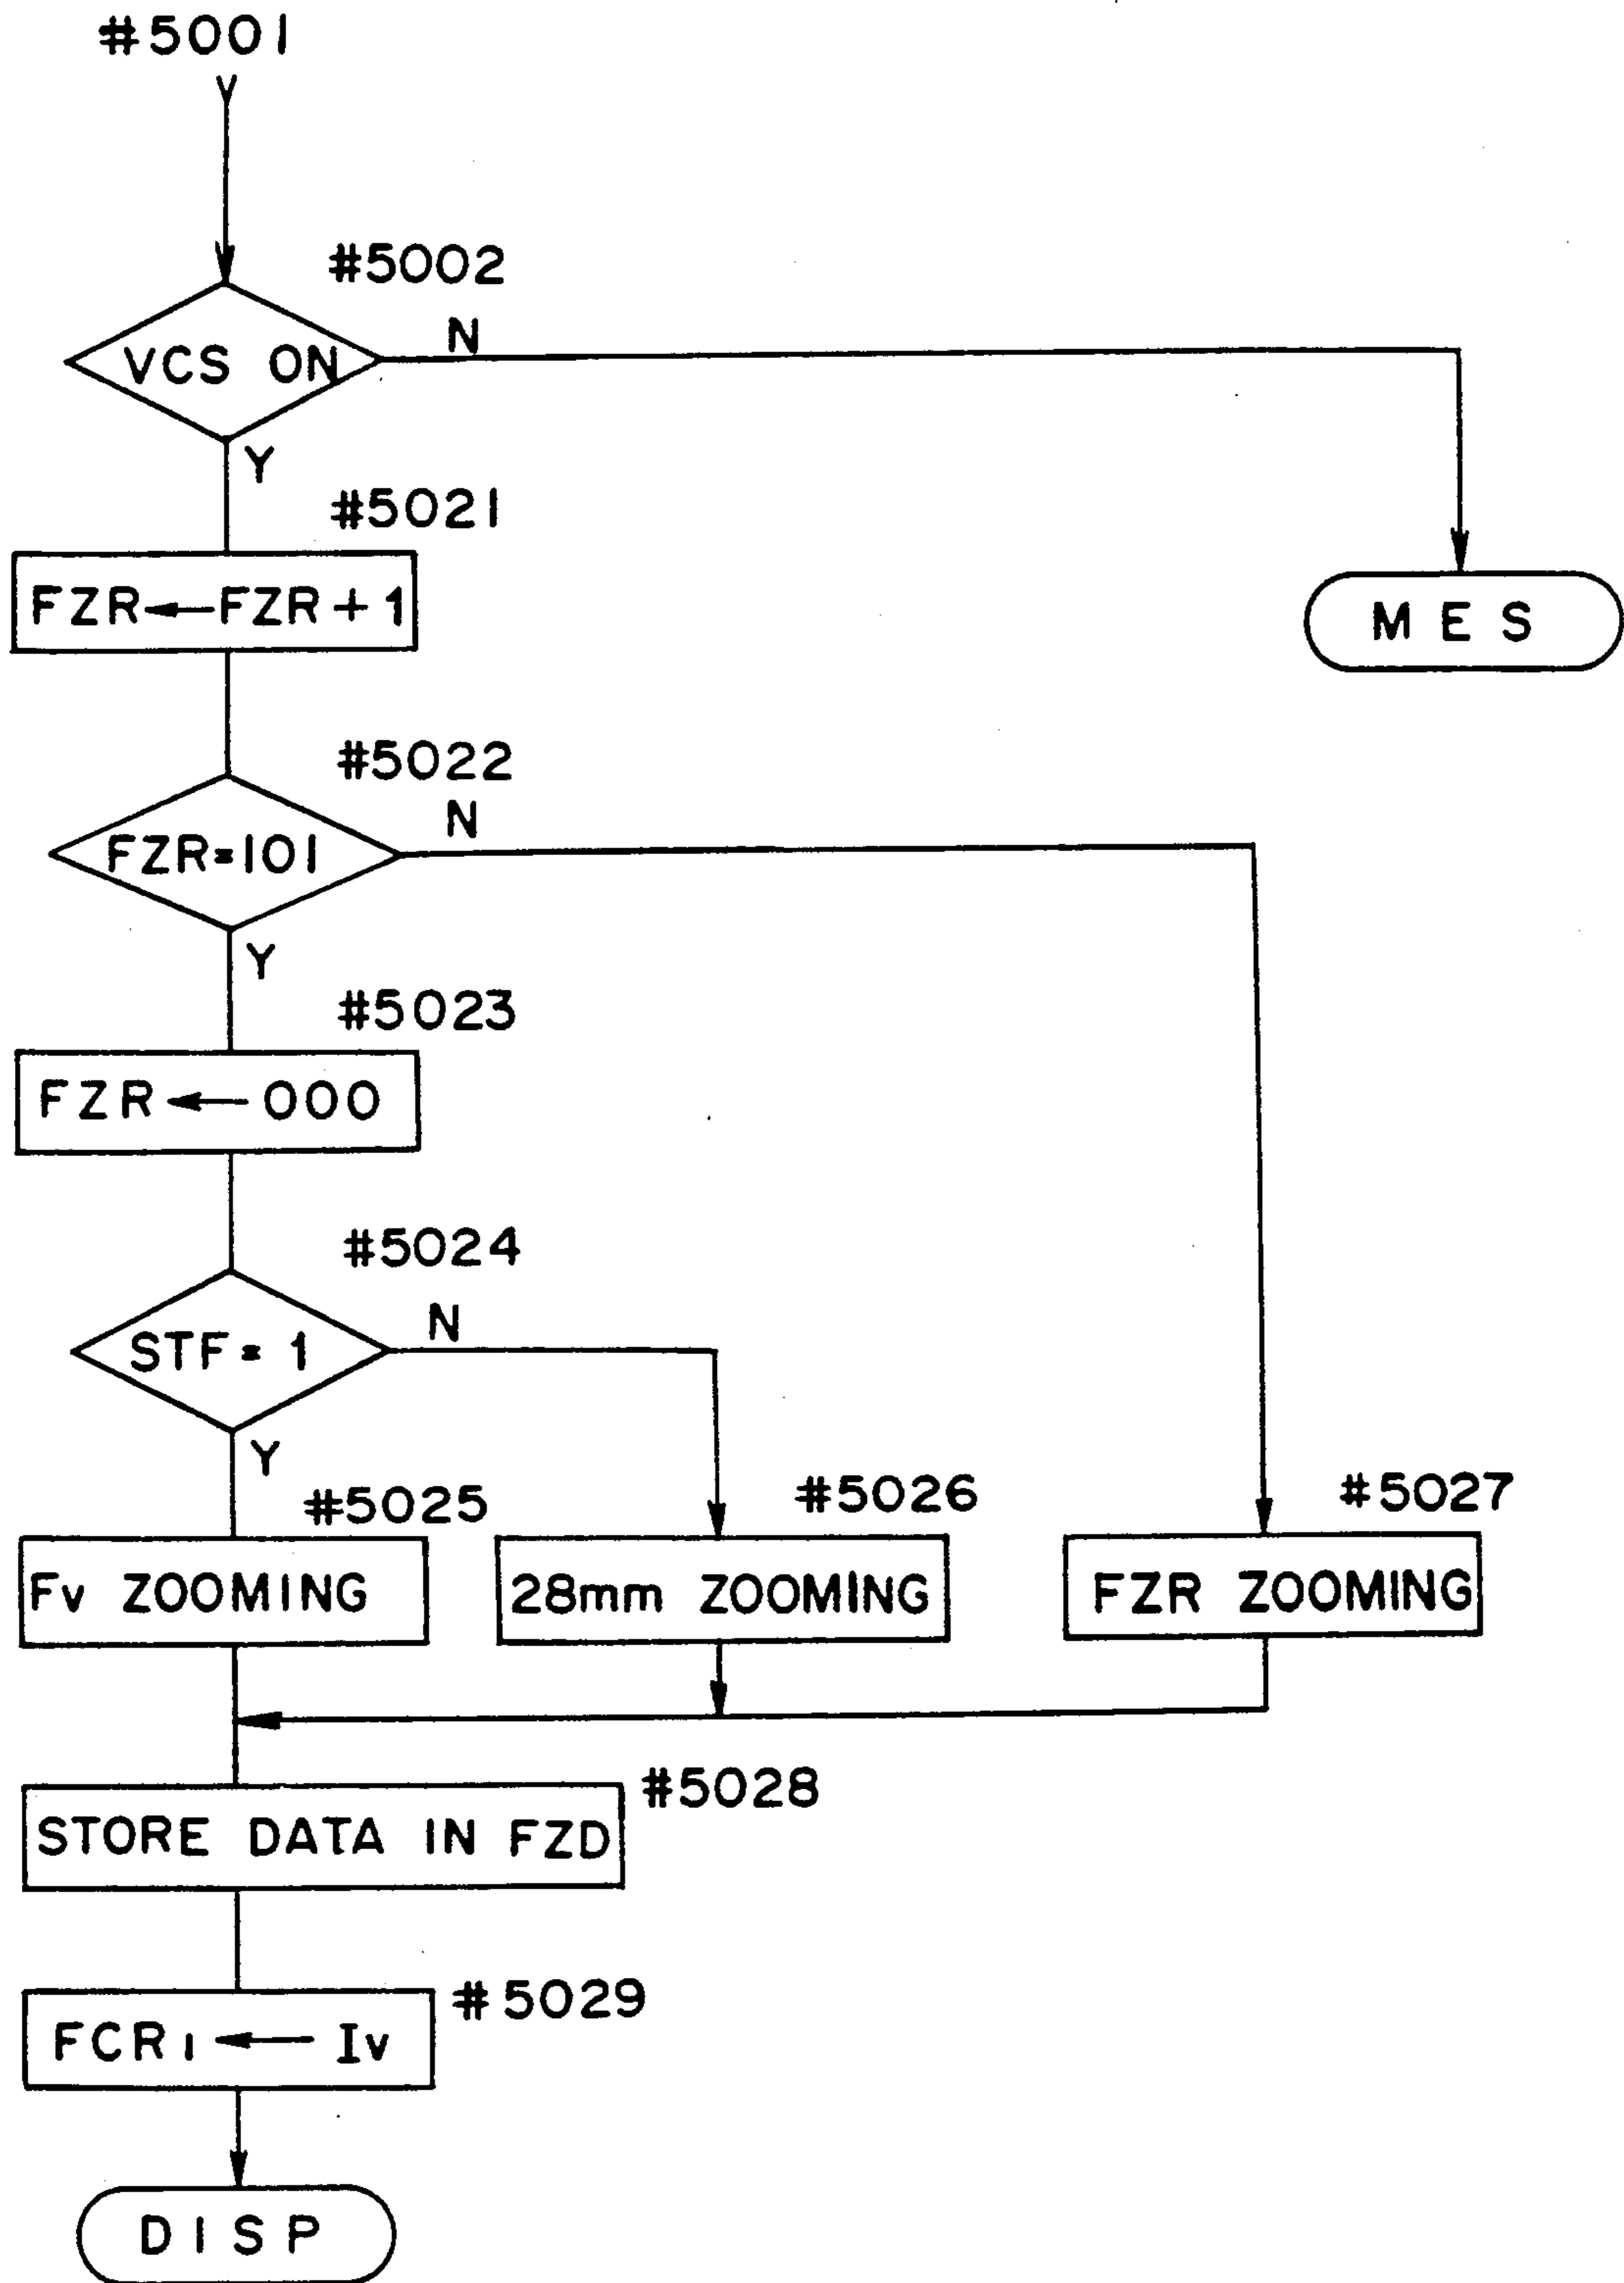 #5001
#5002
VCS ON
N
Y
#5021
FZR←FZR+1
MES
#5022
N
FZR=101
Y
#5023
FZR←000
#5024
N
STF=1
Y
#5025
#5026
#5027
Fv ZOOMING
28mm ZOOMING
FZR ZOOMING
#5028
STORE DATA IN FZD
#5029
FCR1←Iv
DISP